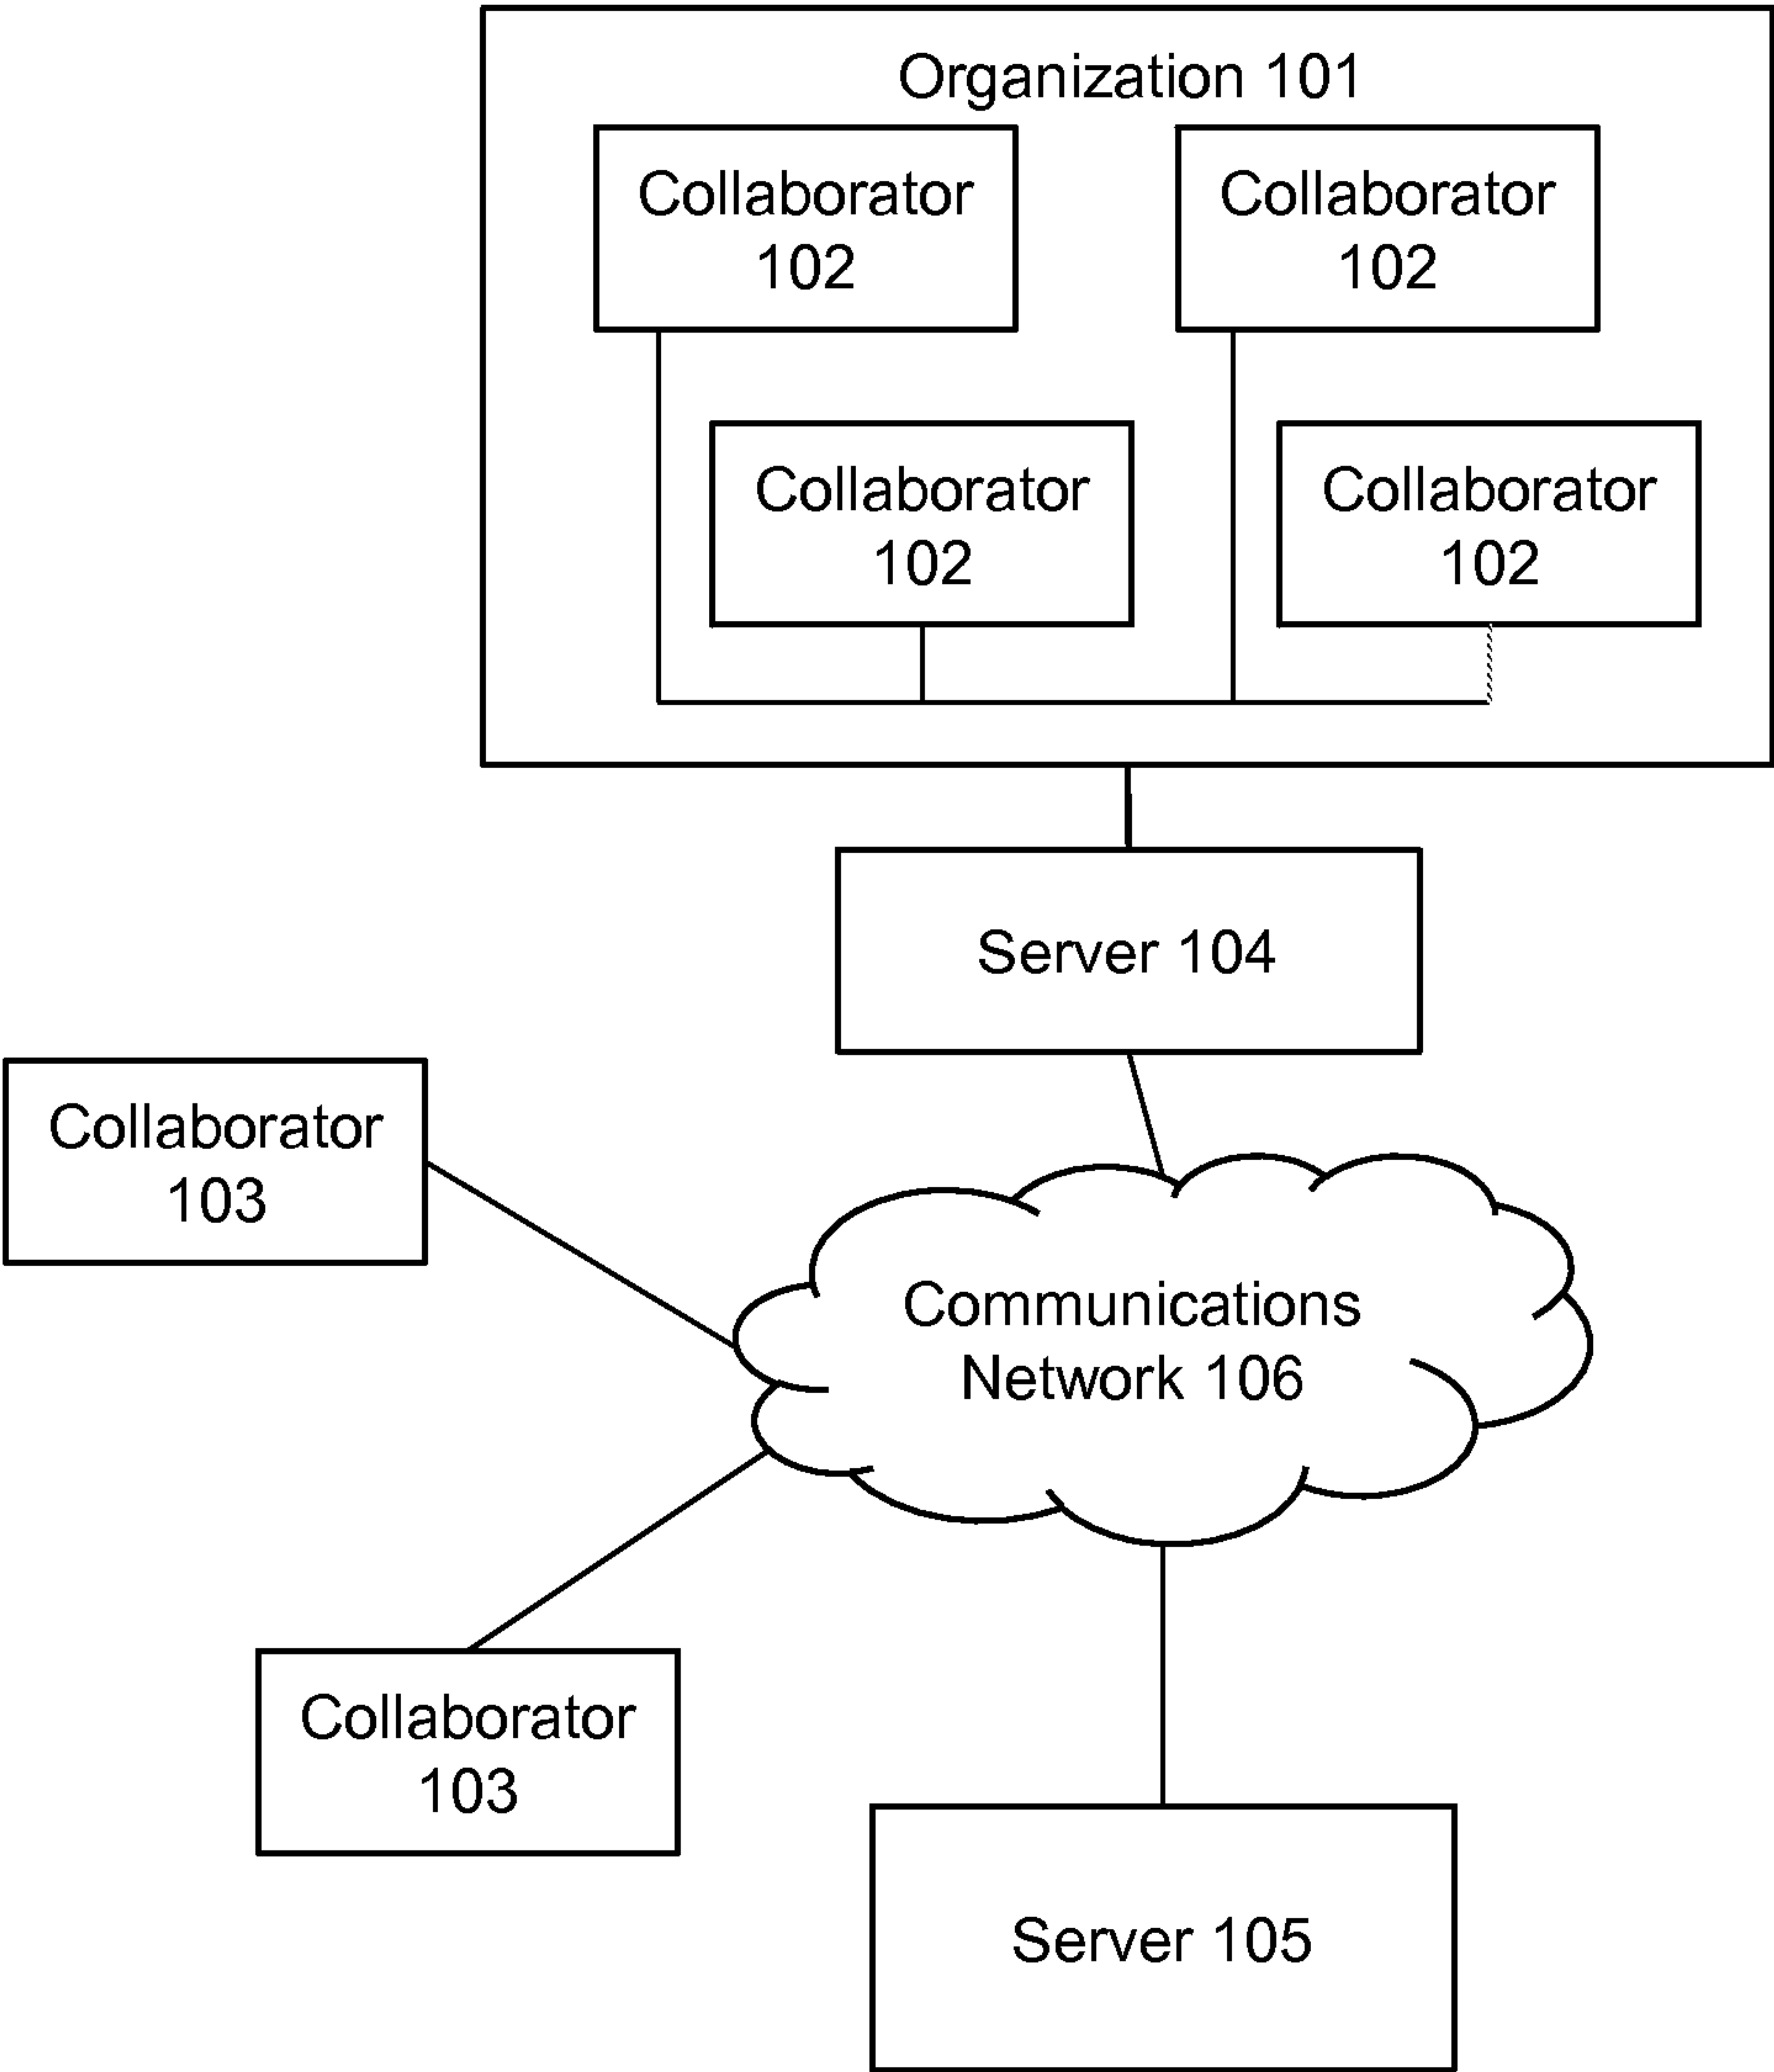 Organization 101
Collaborator
102
Collaborator
102
Collaborator
102
Collaborator
102
Server 104
Collaborator
103
Communications
Network 106
Collaborator
103
Server 105